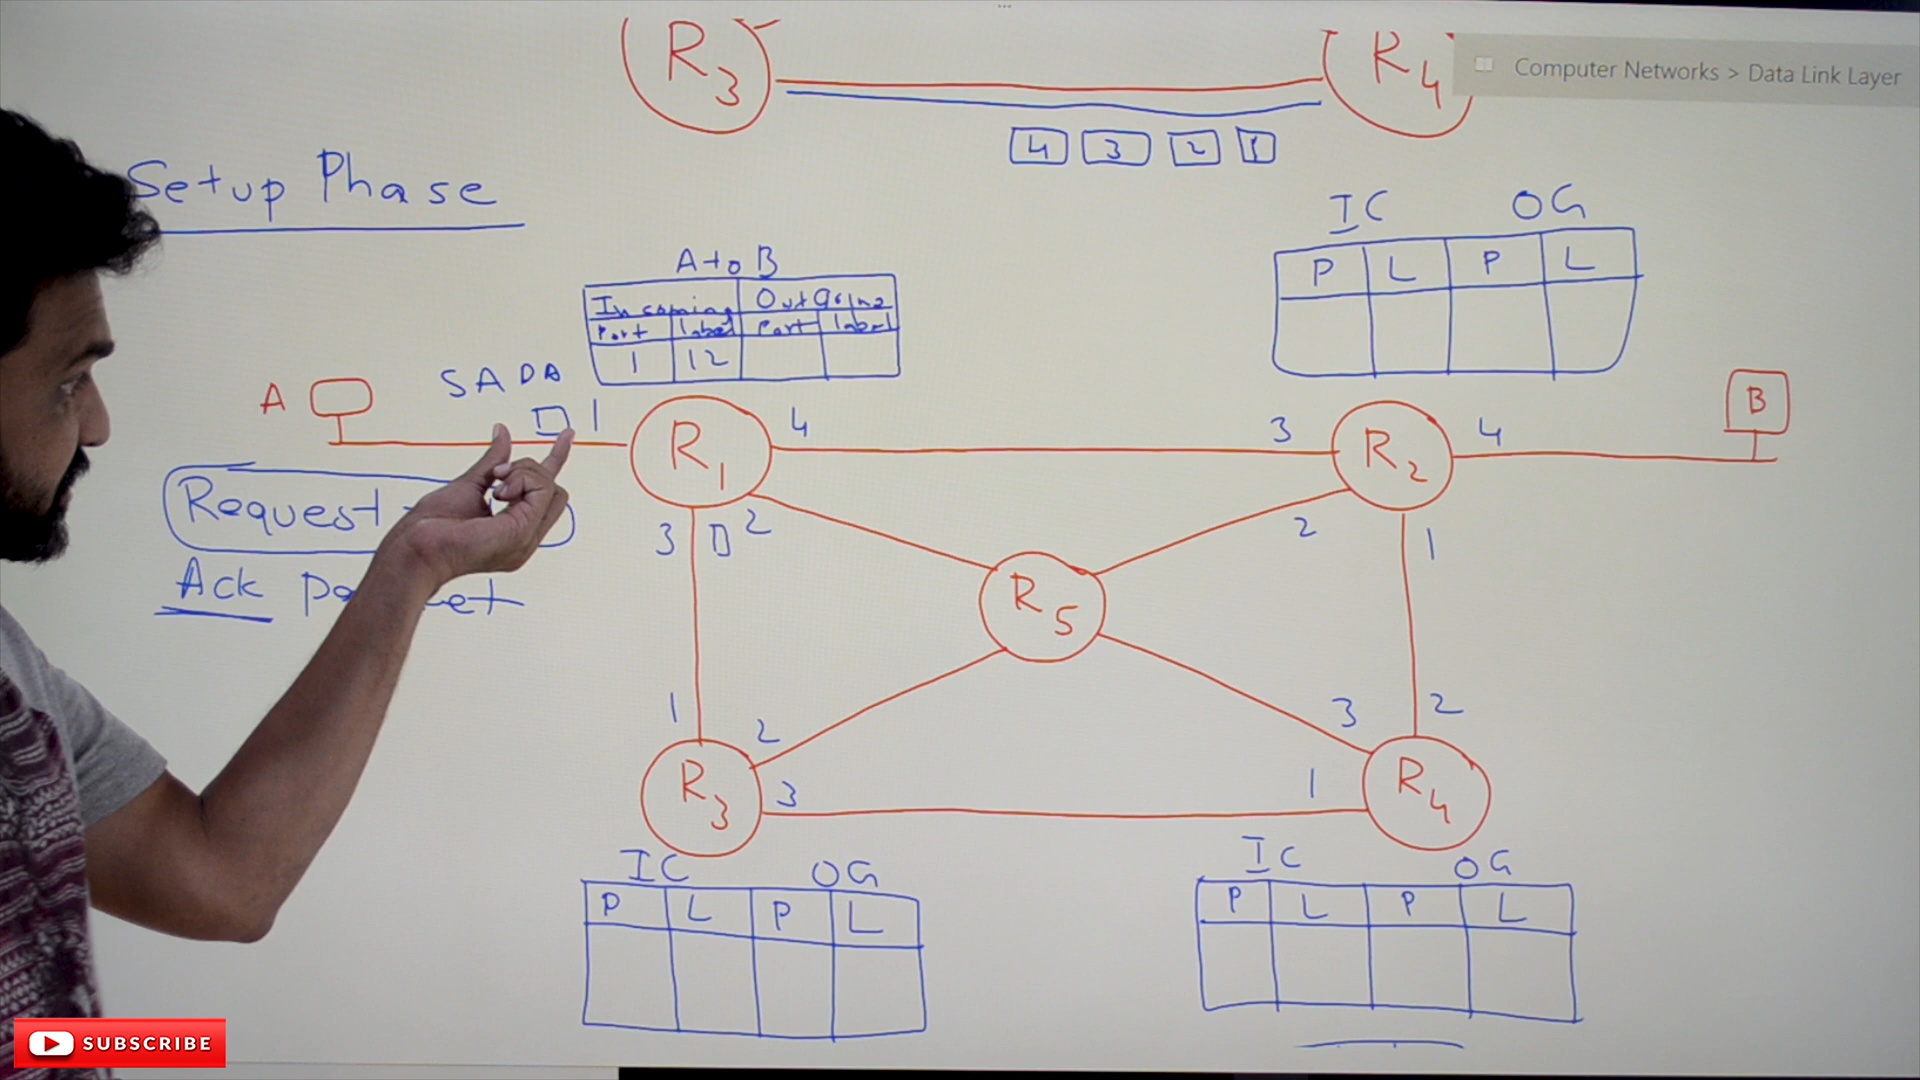 R3
R4
Computer Networks > Data Link Layer
4 3 2 1
Setup Phase
IC OG
P L P L
A to B
Incoming Outgoing
Port label Port label
1 12
A
SA DA
D 1
R1
4
3
R2
4
B
Request
3 D 2
2
1
Ack
R5
1
2
3
2
R3
3
1
R4
IC OG
P L P L
IC OG
P L P L
SUBSCRIBE